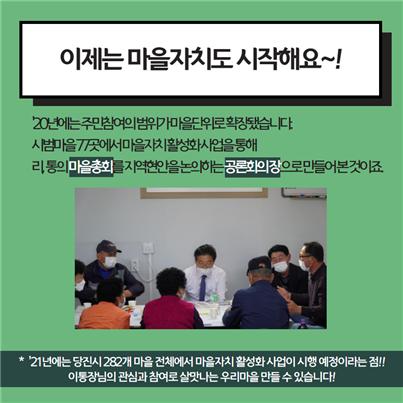 이제는 마을자치도 시작해요~!
'20년에는 주민참여의 범위가 마을단위로 확장됐습니다.
시범마을 77곳에서 마을자치 활성화 사업을 통해
리, 통의 마을총회를 지역현안을 논의하는 공론화의 장으로 만들어 본 것이죠.
* '21년에는 당진시 282개 마을 전체에서 마을자치 활성화 사업이 시행 예정이라는 점!!
이통장님의 관심과 참여로 살맛나는 우리마을 만들 수 있습니다!